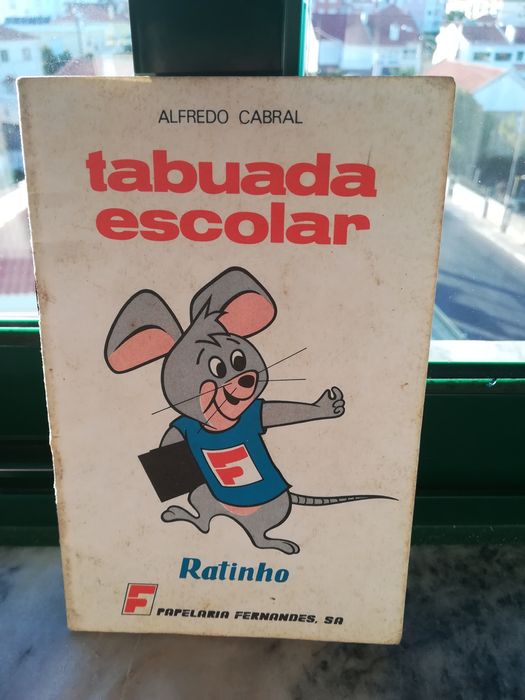 ALFREDO CABRAL
tabuada
escolar
F
Ratinho
F PAPELARIA FERNANDES, SA